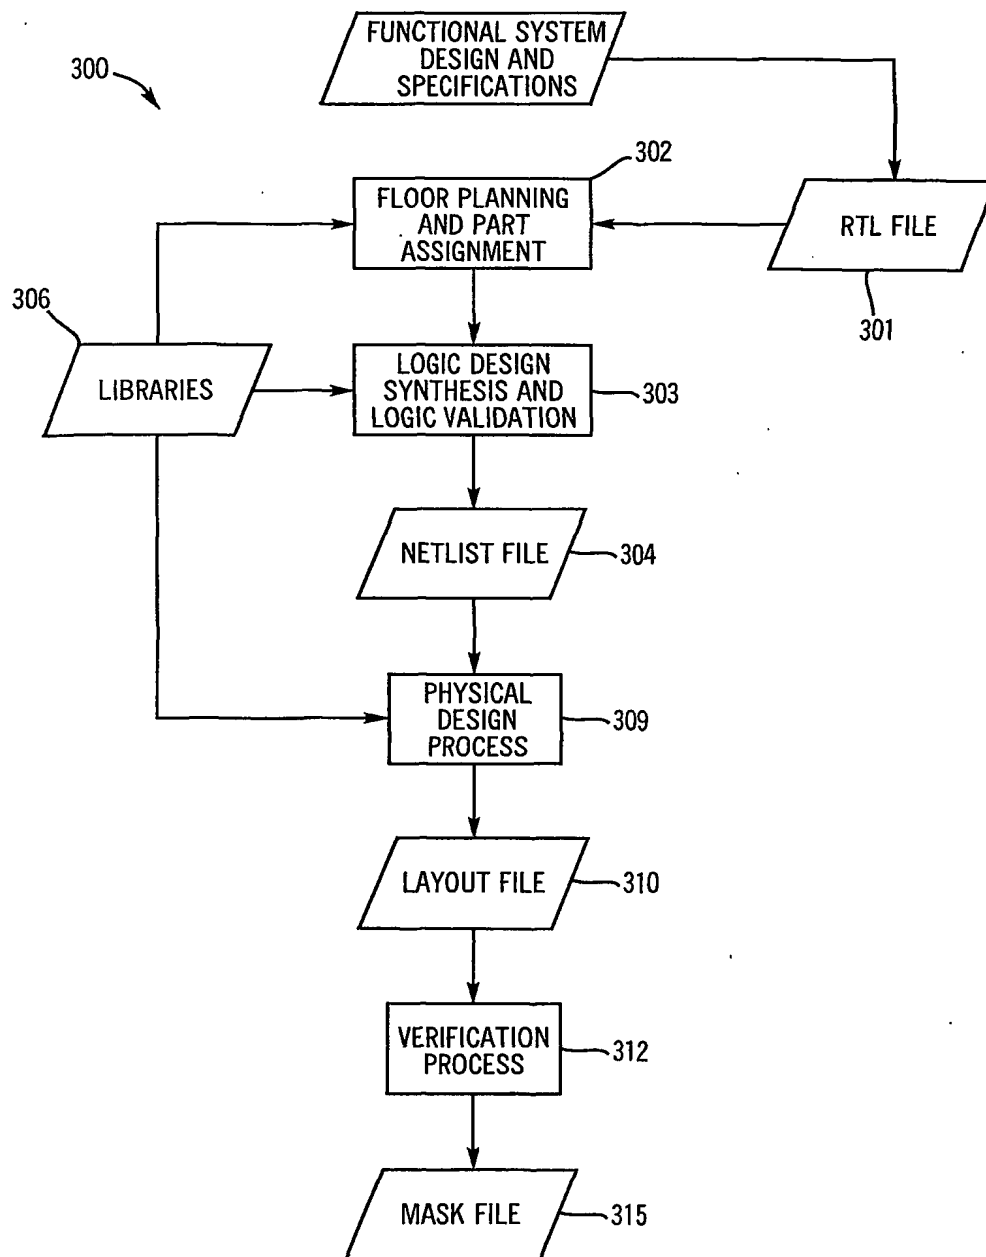 FUNCTIONAL SYSTEM
DESIGN AND
SPECIFICATIONS
300
302
FLOOR PLANNING
AND PART
ASSIGNMENT
RTL FILE
301
306
LIBRARIES
LOGIC DESIGN
SYNTHESIS AND
LOGIC VALIDATION
303
NETLIST FILE
304
PHYSICAL
DESIGN
PROCESS
309
LAYOUT FILE
310
VERIFICATION
PROCESS
312
MASK FILE
315